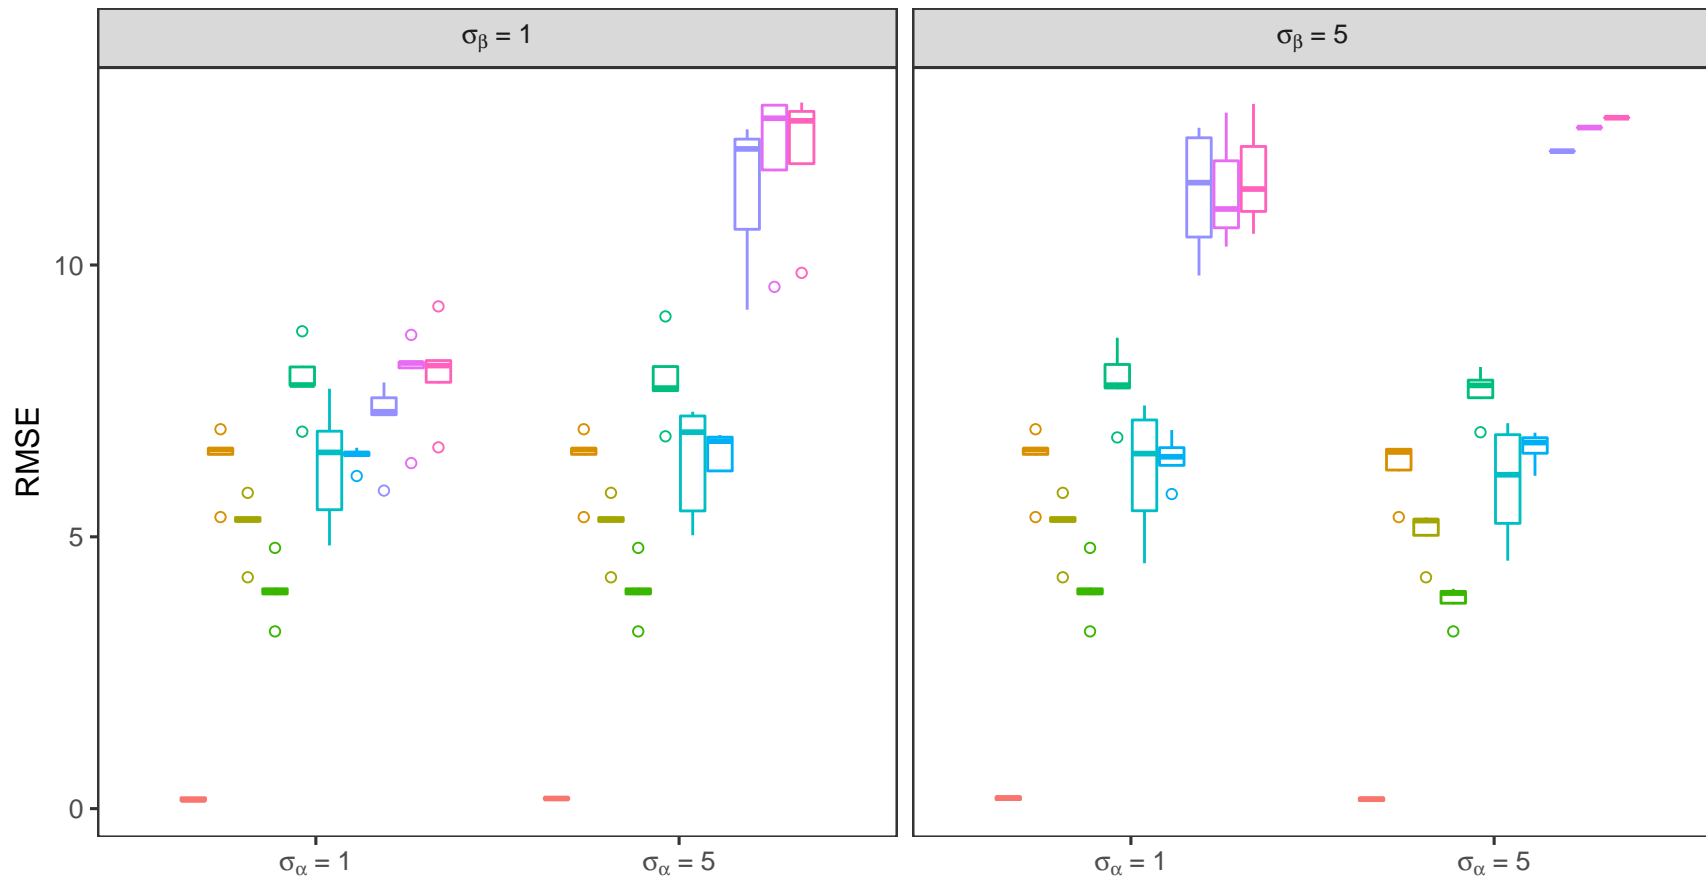 σβ = 1
σβ = 5
RMSE
10
5
0
σα = 1
σα = 5
σα = 1
σα = 5